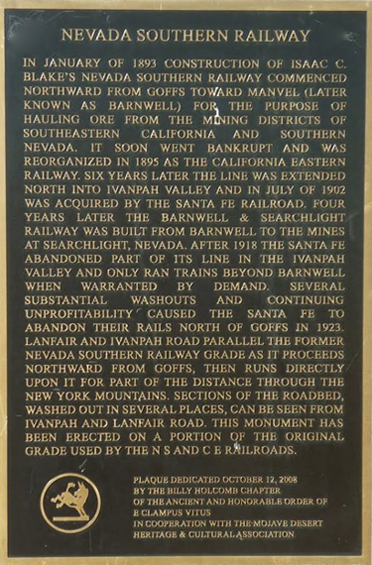 NEVADA SOUTHERN RAILWAY
IN JANUARY OF 1893 CONSTRUCTION OF ISAAC C.
BLAKE'S NEVADA SOUTHERN RAILWAY COMMENCED
NORTHWARD FROM GOFFS TOWARD MANVEL (LATER
KNOWN AS BARNWELL) FOR THE PURPOSE OF
HAULING ORE FROM THE MINING DISTRICTS OF
SOUTHEASTERN CALIFORNIA AND SOUTHERN
NEVADA. IT SOON WENT BANKRUPT AND WAS
REORGANIZED IN 1895 AS THE CALIFORNIA EASTERN
RAILWAY. SIX YEARS LATER THE LINE WAS EXTENDED
NORTH INTO IVANPAH VALLEY AND IN JULY OF 1902
WAS ACQUIRED BY THE SANTA FE RAILROAD. FOUR
YEARS LATER THE BARNWELL & SEARCHLIGHT
RAILWAY WAS BUILT FROM BARNWELL TO THE MINES
AT SEARCHLIGHT, NEVADA. AFTER 1918 THE SANTA FE
ABANDONED PART OF ITS LINE IN THE IVANPAH
VALLEY AND ONLY RAN TRAINS BEYOND BARNWELL
WHEN WARRANTED BY DEMAND. SEVERAL
SUBSTANTIAL WASHOUTS AND CONTINUING
UNPROFITABILITY CAUSED THE SANTA FE TO
ABANDON THEIR RAILS NORTH OF GOFFS IN 1923.
LANFAIR AND IVANPAH ROAD PARALLEL THE FORMER
NEVADA SOUTHERN RAILWAY GRADE AS IT PROCEEDS
NORTHWARD FROM GOFFS, THEN RUNS DIRECTLY
UPON IT FOR PART OF THE DISTANCE THROUGH THE
NEW YORK MOUNTAINS. SECTIONS OF THE ROADBED,
WASHED OUT IN SEVERAL PLACES, CAN BE SEEN FROM
IVANPAH AND LANFAIR ROAD. THIS MONUMENT HAS
BEEN ERECTED ON A PORTION OF THE ORIGINAL
GRADE USED BY THE N S AND C E RAILROADS.
PLAQUE DEDICATED OCTOBER 12, 2008
BY THE BILLY HOLCOMB CHAPTER
OF THE ANCIENT AND HONORABLE ORDER OF
E CLAMPUS VITUS
IN COOPERATION WITH THE MOJAVE DESERT
HERITAGE & CULTURAL ASSOCIATION